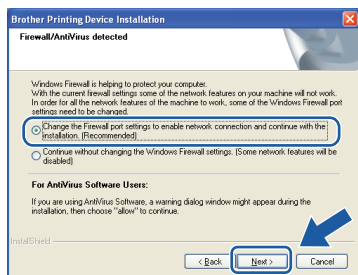 Brother Printing Device Installation
Firewall/AntiVirus detected
Windows Firewall is helping to protect your computer.
With the current firewall settings some of the network features on your machine will not work.
In order for all the network features of the machine to work, some of the Windows Firewall port
settings need to be changed.
Change the Firewall port settings to enable network connection and continue with the
installation. (Recommended)
Continue without changing the Windows Firewall settings. (Some network features will be
disabled)
For AntiVirus Software Users:
If you are using AntiVirus Software, a warning dialog window might appear during the
installation, then choose "allow" to continue.
InstallShield
< Back
Next >
Cancel